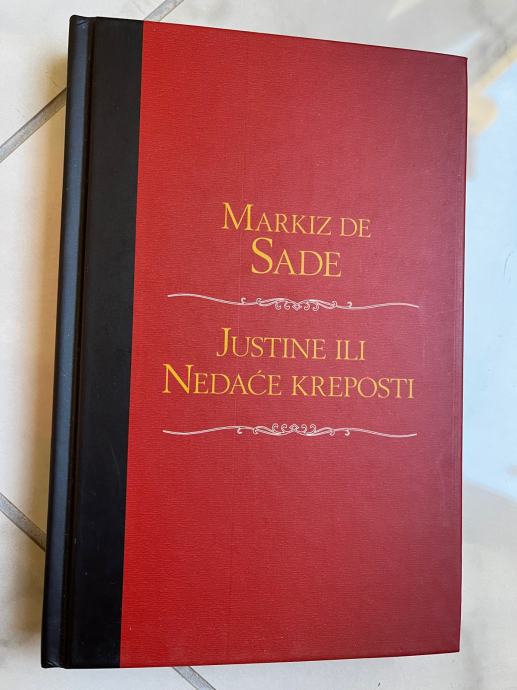 MARKIZ DE
SADE
JUSTINE ILI
NEDAĆE KREPOSTI